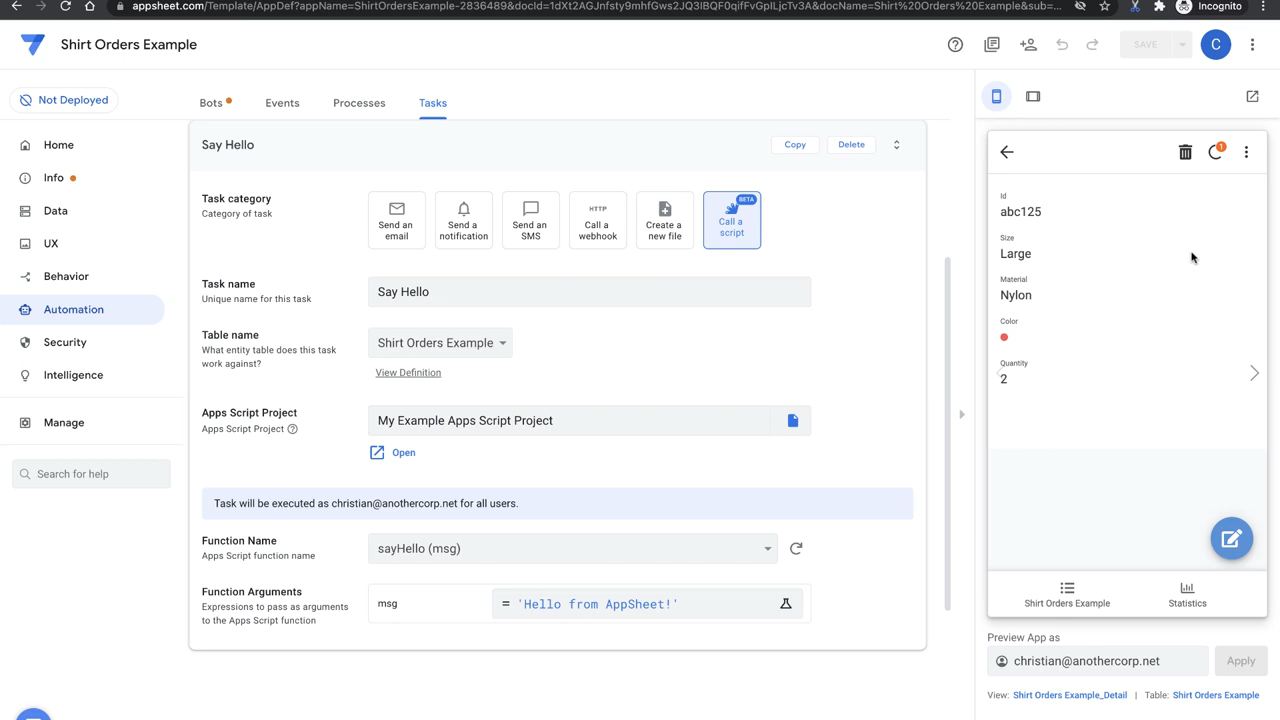 appsheet.com/Template/AppDef?appName=ShirtOrdersExample-2836489&docId=1dXt2AGJnfsty9mhfGws2JQ3IBQF0qifFvGpILjcTv3A&docName=Shirt%20Orders%20Example&sub=...
Incognito
Shirt Orders Example
SAVE
C
Not Deployed
Bots
Events
Processes
Tasks
Home
Info
Data
UX
Behavior
Automation
Security
Intelligence
Manage
Search for help
Say Hello
Copy
Delete
Task category
Category of task
Send an
email
Send a
notification
Send an
SMS
HTTP
Call a
webhook
Create a
new file
BETA
Call a
script
Task name
Unique name for this task
Say Hello
Table name
What entity table does this task
work against?
Shirt Orders Example
View Definition
Apps Script Project
Apps Script Project
My Example Apps Script Project
Open
Task will be executed as christian@anothercorp.net for all users.
Function Name
Apps Script function name
sayHello (msg)
Function Arguments
Expressions to pass as arguments
to the Apps Script function
msg
= 'Hello from AppSheet!'
1
Id
abc125
Size
Large
Material
Nylon
Color
Quantity
2
Shirt Orders Example
Statistics
Preview App as
christian@anothercorp.net
Apply
View: Shirt Orders Example_Detail | Table: Shirt Orders Example